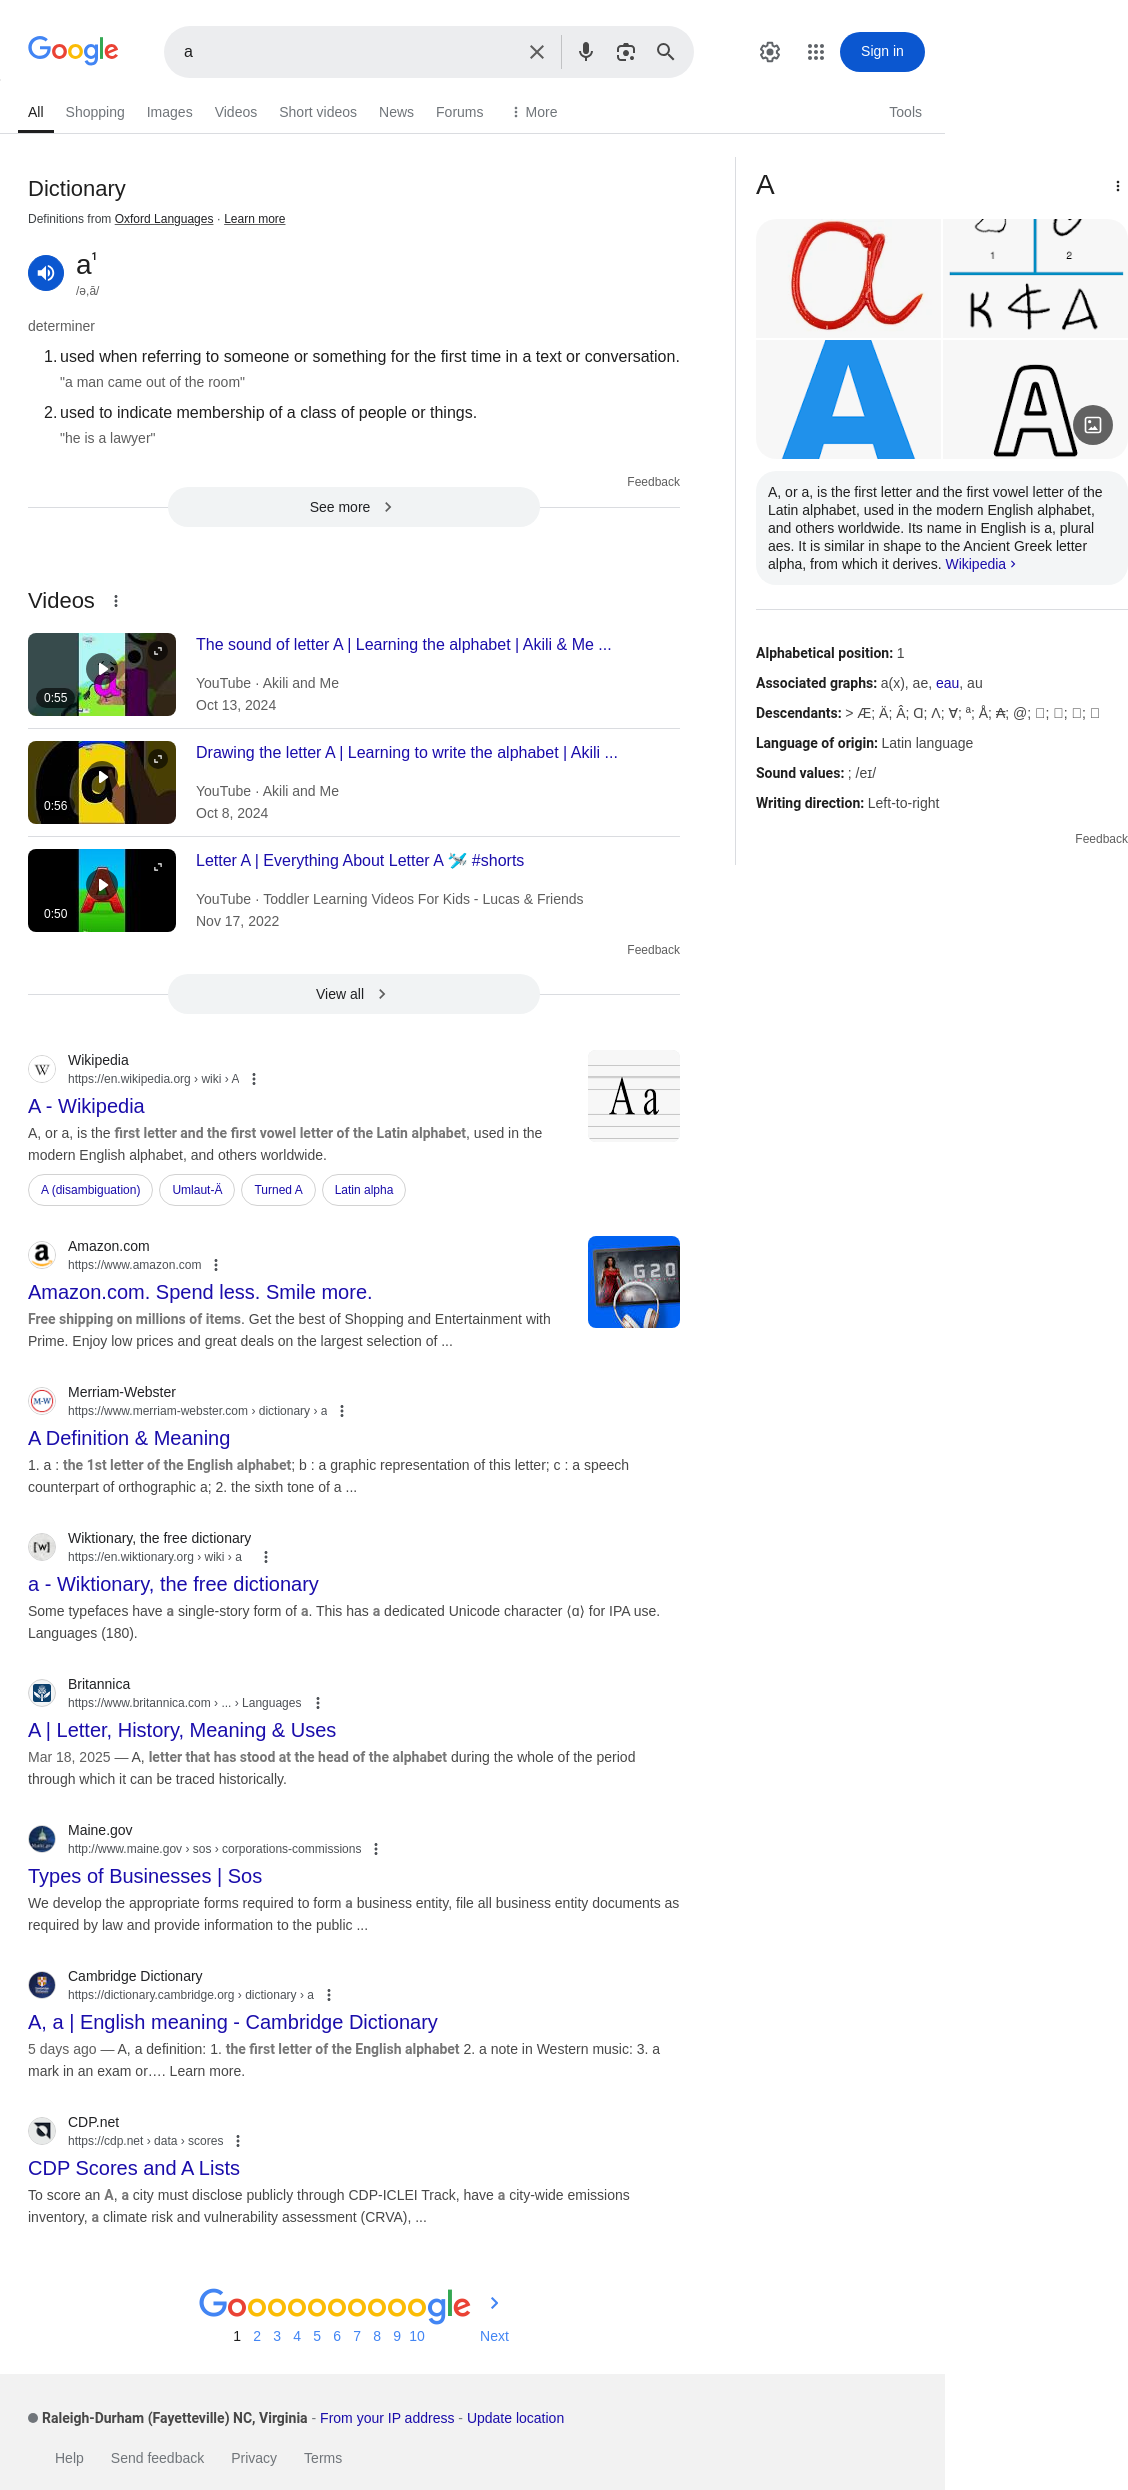 Google
a
Sign in
All
Shopping
Images
Videos
Short videos
News
Forums
More
Tools
Dictionary
Definitions from Oxford Languages · Learn more
a¹
/ə,ā/
determiner
1. used when referring to someone or something for the first time in a text or conversation.
"a man came out of the room"
2. used to indicate membership of a class of people or things.
"he is a lawyer"
Feedback
See more
Videos
The sound of letter A | Learning the alphabet | Akili & Me ...
0:55
YouTube · Akili and Me
Oct 13, 2024
Drawing the letter A | Learning to write the alphabet | Akili ...
a
0:56
YouTube · Akili and Me
Oct 8, 2024
Letter A | Everything About Letter A 🛩️ #shorts
A
0:50
YouTube · Toddler Learning Videos For Kids - Lucas & Friends
Nov 17, 2022
Feedback
View all
W
Wikipedia
https://en.wikipedia.org › wiki › A
A - Wikipedia
A, or a, is the first letter and the first vowel letter of the Latin alphabet, used in the
modern English alphabet, and others worldwide.
A a
A (disambiguation)
Umlaut-Ä
Turned A
Latin alpha
a
Amazon.com
https://www.amazon.com
Amazon.com. Spend less. Smile more.
Free shipping on millions of items. Get the best of Shopping and Entertainment with
Prime. Enjoy low prices and great deals on the largest selection of ...
G20
M-W
Merriam-Webster
https://www.merriam-webster.com › dictionary › a
A Definition & Meaning
1. a : the 1st letter of the English alphabet; b : a graphic representation of this letter; c : a speech
counterpart of orthographic a; 2. the sixth tone of a ...
[w]
Wiktionary, the free dictionary
https://en.wiktionary.org › wiki › a
a - Wiktionary, the free dictionary
Some typefaces have a single-story form of a. This has a dedicated Unicode character ⟨ɑ⟩ for IPA use.
Languages (180).
Britannica
https://www.britannica.com › ... › Languages
A | Letter, History, Meaning & Uses
Mar 18, 2025 — A, letter that has stood at the head of the alphabet during the whole of the period
through which it can be traced historically.
Maine.gov
http://www.maine.gov › sos › corporations-commissions
Types of Businesses | Sos
We develop the appropriate forms required to form a business entity, file all business entity documents as
required by law and provide information to the public ...
Cambridge Dictionary
https://dictionary.cambridge.org › dictionary › a
A, a | English meaning - Cambridge Dictionary
5 days ago — A, a definition: 1. the first letter of the English alphabet 2. a note in Western music: 3. a
mark in an exam or…. Learn more.
CDP.net
https://cdp.net › data › scores
CDP Scores and A Lists
To score an A, a city must disclose publicly through CDP-ICLEI Track, have a city-wide emissions
inventory, a climate risk and vulnerability assessment (CRVA), ...
Goooooooooogle
1 2 3 4 5 6 7 8 9 10 Next
A
a
1 2
A
A
A, or a, is the first letter and the first vowel letter of the
Latin alphabet, used in the modern English alphabet,
and others worldwide. Its name in English is a, plural
aes. It is similar in shape to the Ancient Greek letter
alpha, from which it derives. Wikipedia ›
Alphabetical position: 1
Associated graphs: a(x), ae, eau, au
Descendants: > Æ; Ä; Â; Ɑ; Λ; Ɐ; ª; Å; ₳; @; □; □; □; □
Language of origin: Latin language
Sound values: ; /eɪ/
Writing direction: Left-to-right
Feedback
Raleigh-Durham (Fayetteville) NC, Virginia - From your IP address - Update location
Help
Send feedback
Privacy
Terms